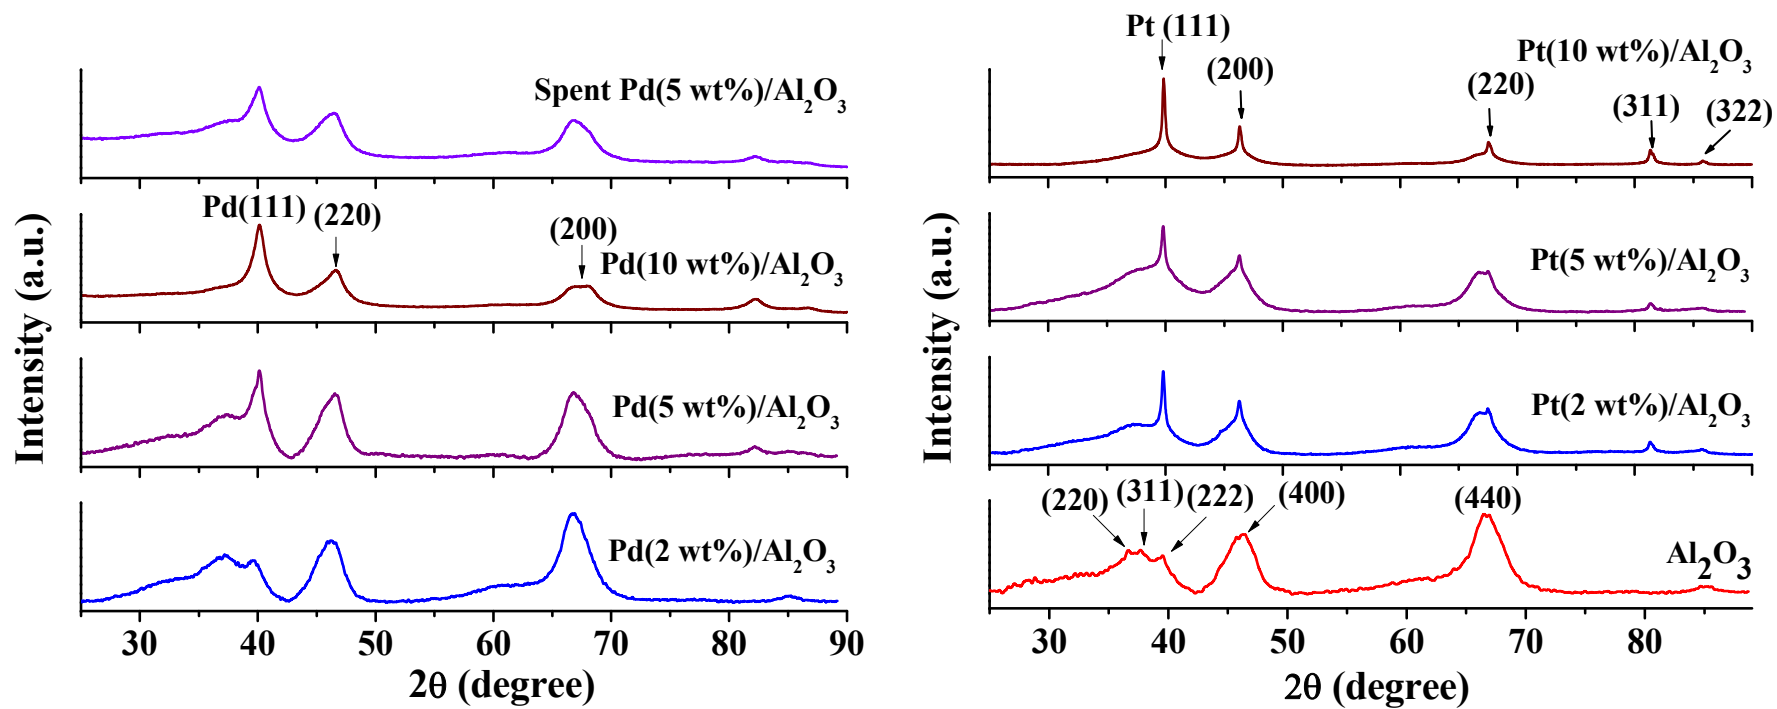 Spent Pd(5 wt%)/Al₂O₃
Pd(111) (220) (200)
Pd(10 wt%)/Al₂O₃
Pd(5 wt%)/Al₂O₃
Pd(2 wt%)/Al₂O₃
Intensity (a.u.)
30 40 50 60 70 80 90
2θ (degree)
Pt (111) (200) (220) (311) (322)
Pt(10 wt%)/Al₂O₃
Pt(5 wt%)/Al₂O₃
Pt(2 wt%)/Al₂O₃
(220) (311) (222) (400) (440)
Al₂O₃
Intensity (a.u.)
30 40 50 60 70 80
2θ (degree)